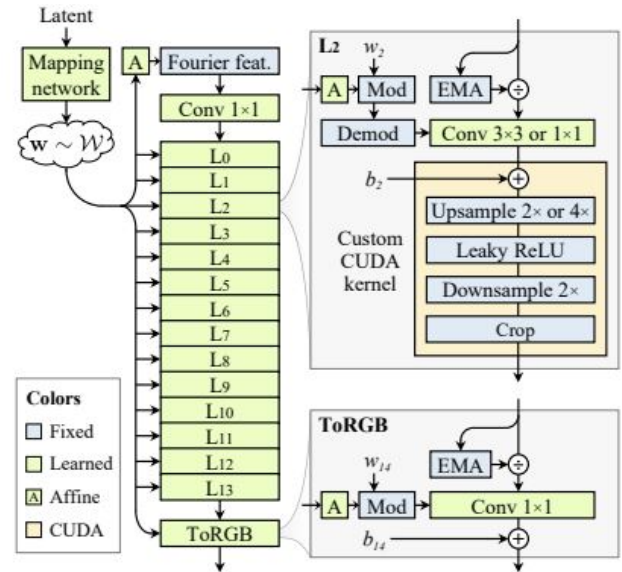 Latent
Mapping
network
w ~ W
A
Fourier feat.
Conv 1×1
L0
L1
L2
L3
L4
L5
L6
L7
L8
L9
L10
L11
L12
L13
ToRGB
Colors
Fixed
Learned
A Affine
CUDA
L2
w2
A
Mod
EMA
÷
Demod
Conv 3×3 or 1×1
b2
+
Upsample 2× or 4×
Leaky ReLU
Downsample 2×
Crop
Custom
CUDA
kernel
ToRGB
w14
EMA
÷
A
Mod
Conv 1×1
b14
+